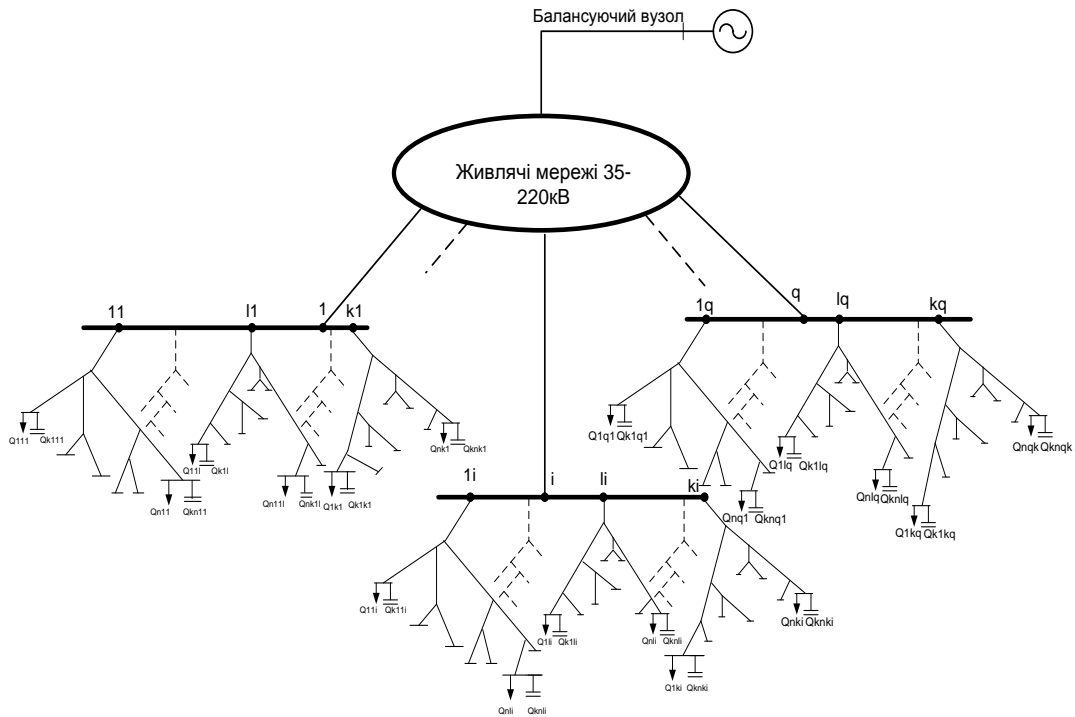 Балансуючий вузол
Живлячі мережі 35-
220кВ
11
l1
1
k1
1q
q
lq
kq
Q111 Qk111
Q11l Qk1l
Qn11 Qkn11
Qn11l Qnk1l
Q1k1 Qk1k1
Qnk1 Qknk1
Q1q1 Qk1q1
Qnq1 Qknq1
Q1lq Qk1lq
Qnlq Qknlq
Q1kq Qk1kq
Qnqk Qknqk
1i
i
li
ki
Q11i Qk11i
Qnli Qknli
Q1li Qk1li
Qnli Qknli
Q1ki Qknki
Qnki Qknki